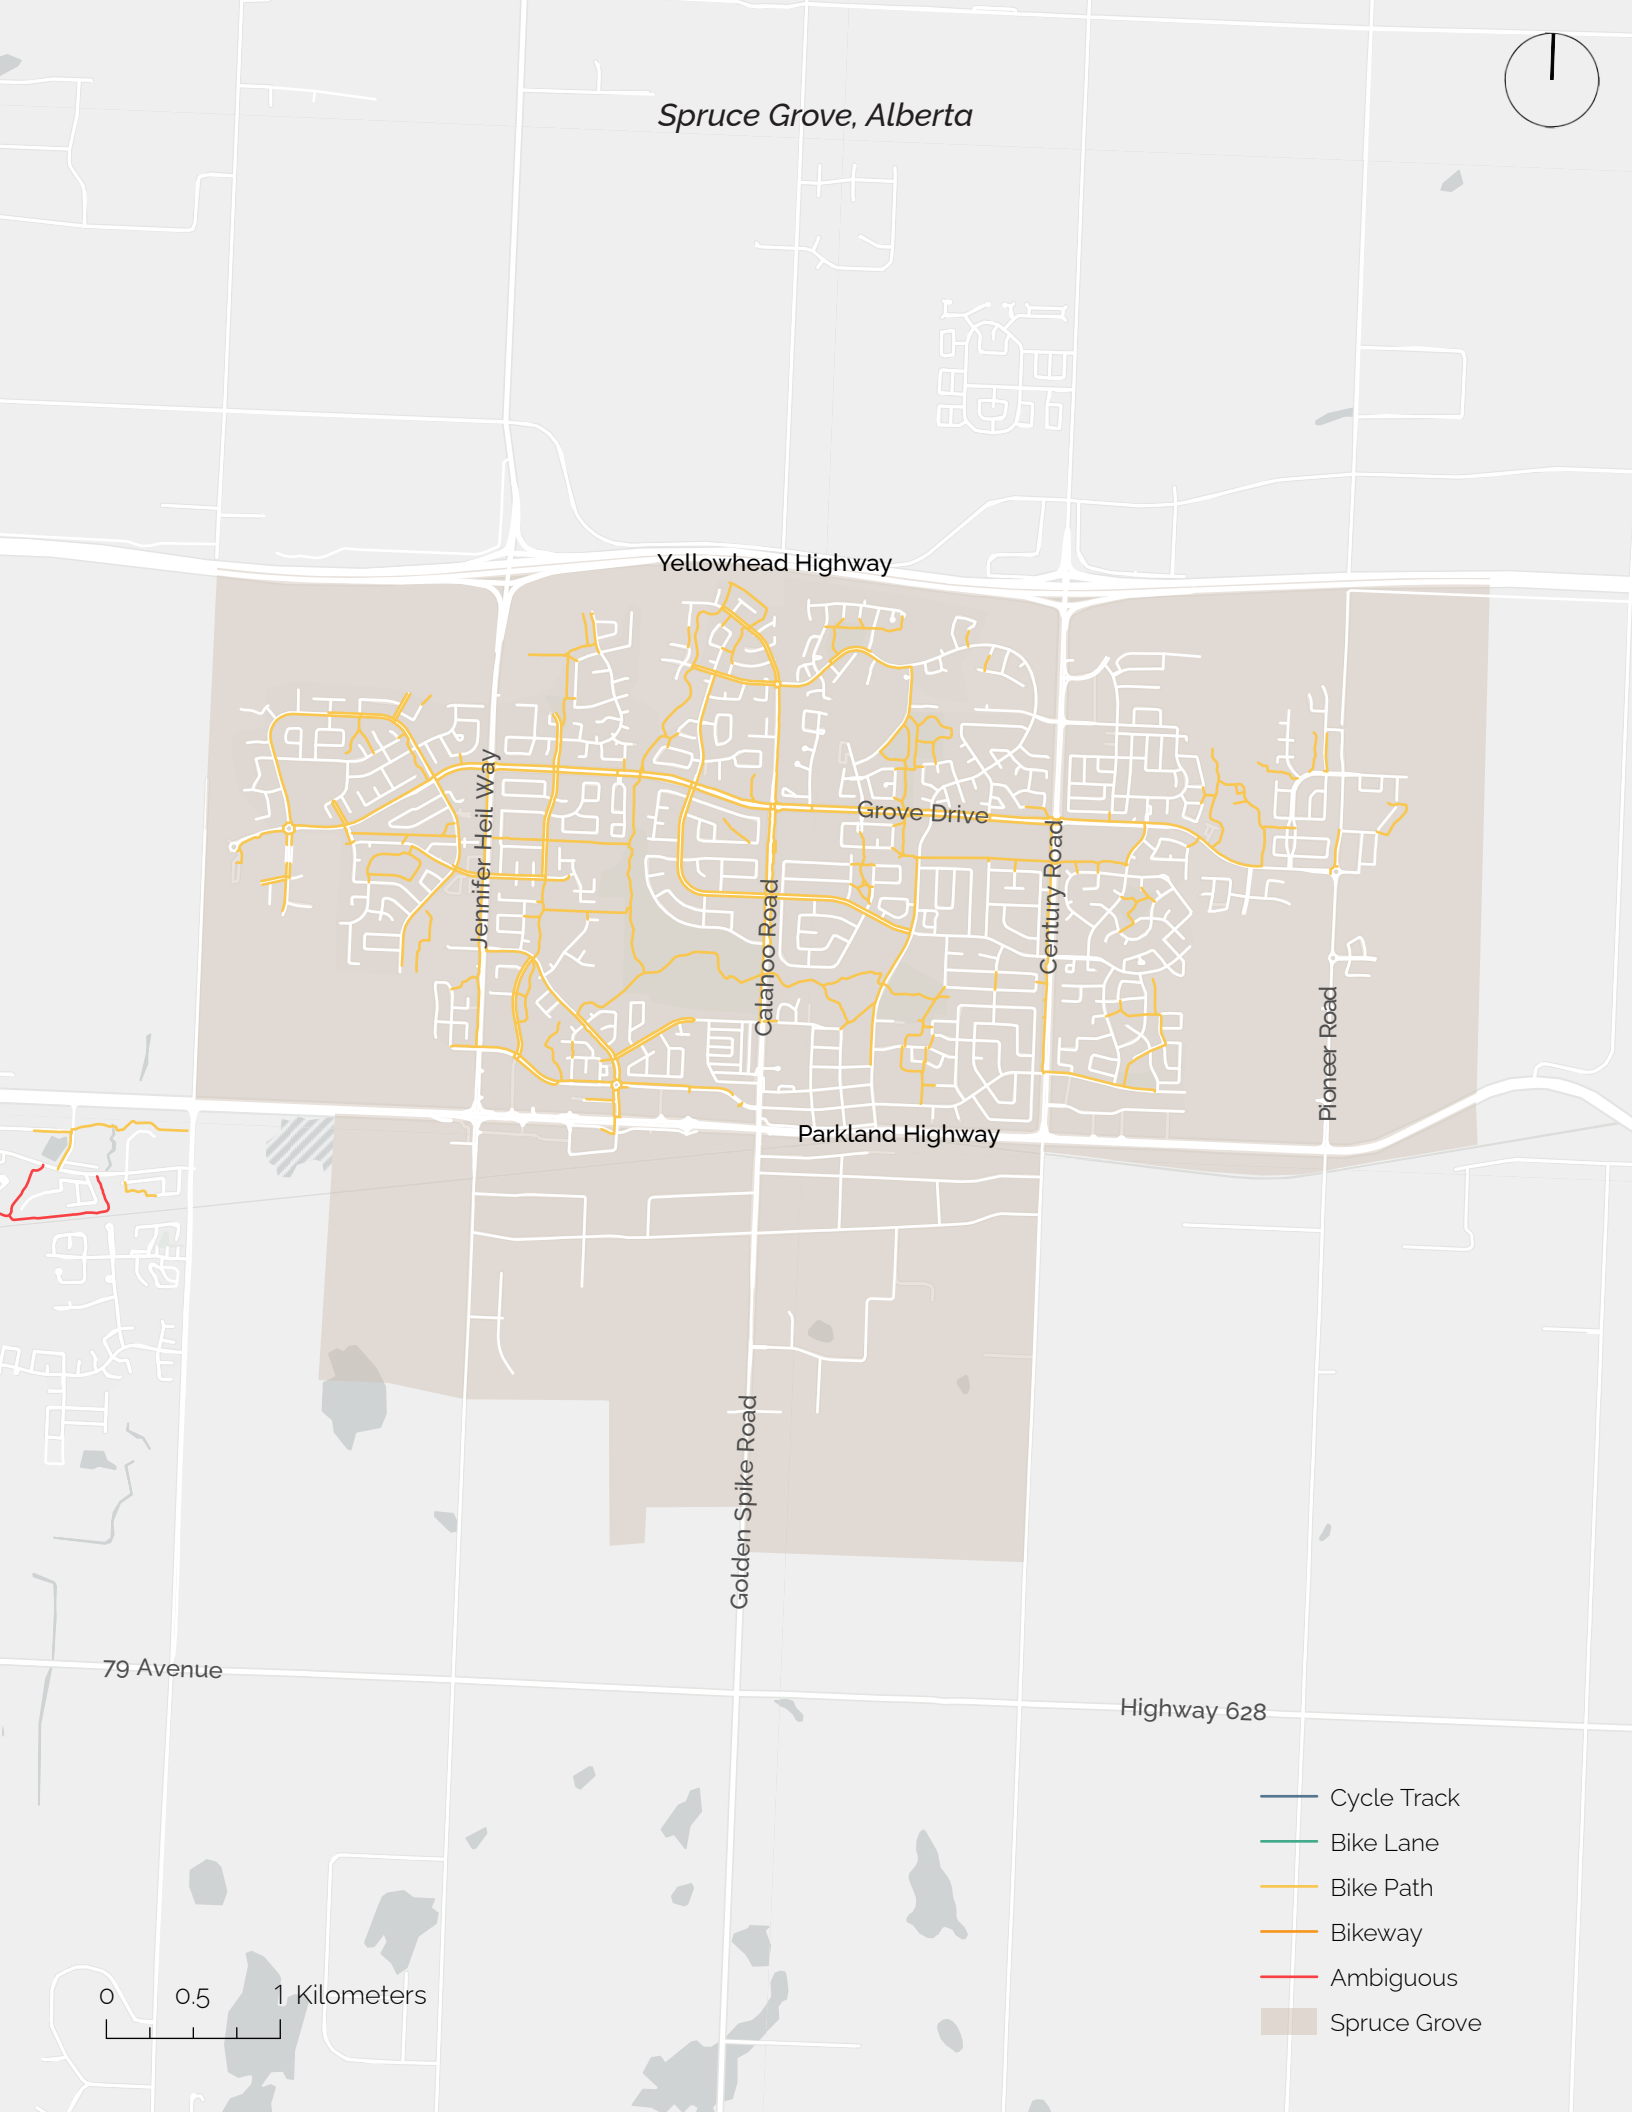 Spruce Grove, Alberta
Yellowhead Highway
Jennifer Heil Way
Grove Drive
Century Road
Calahoo Road
Pioneer Road
Parkland Highway
Golden Spike Road
79 Avenue
Highway 628
Cycle Track
Bike Lane
Bike Path
Bikeway
Ambiguous
Spruce Grove
0 0.5 1 Kilometers